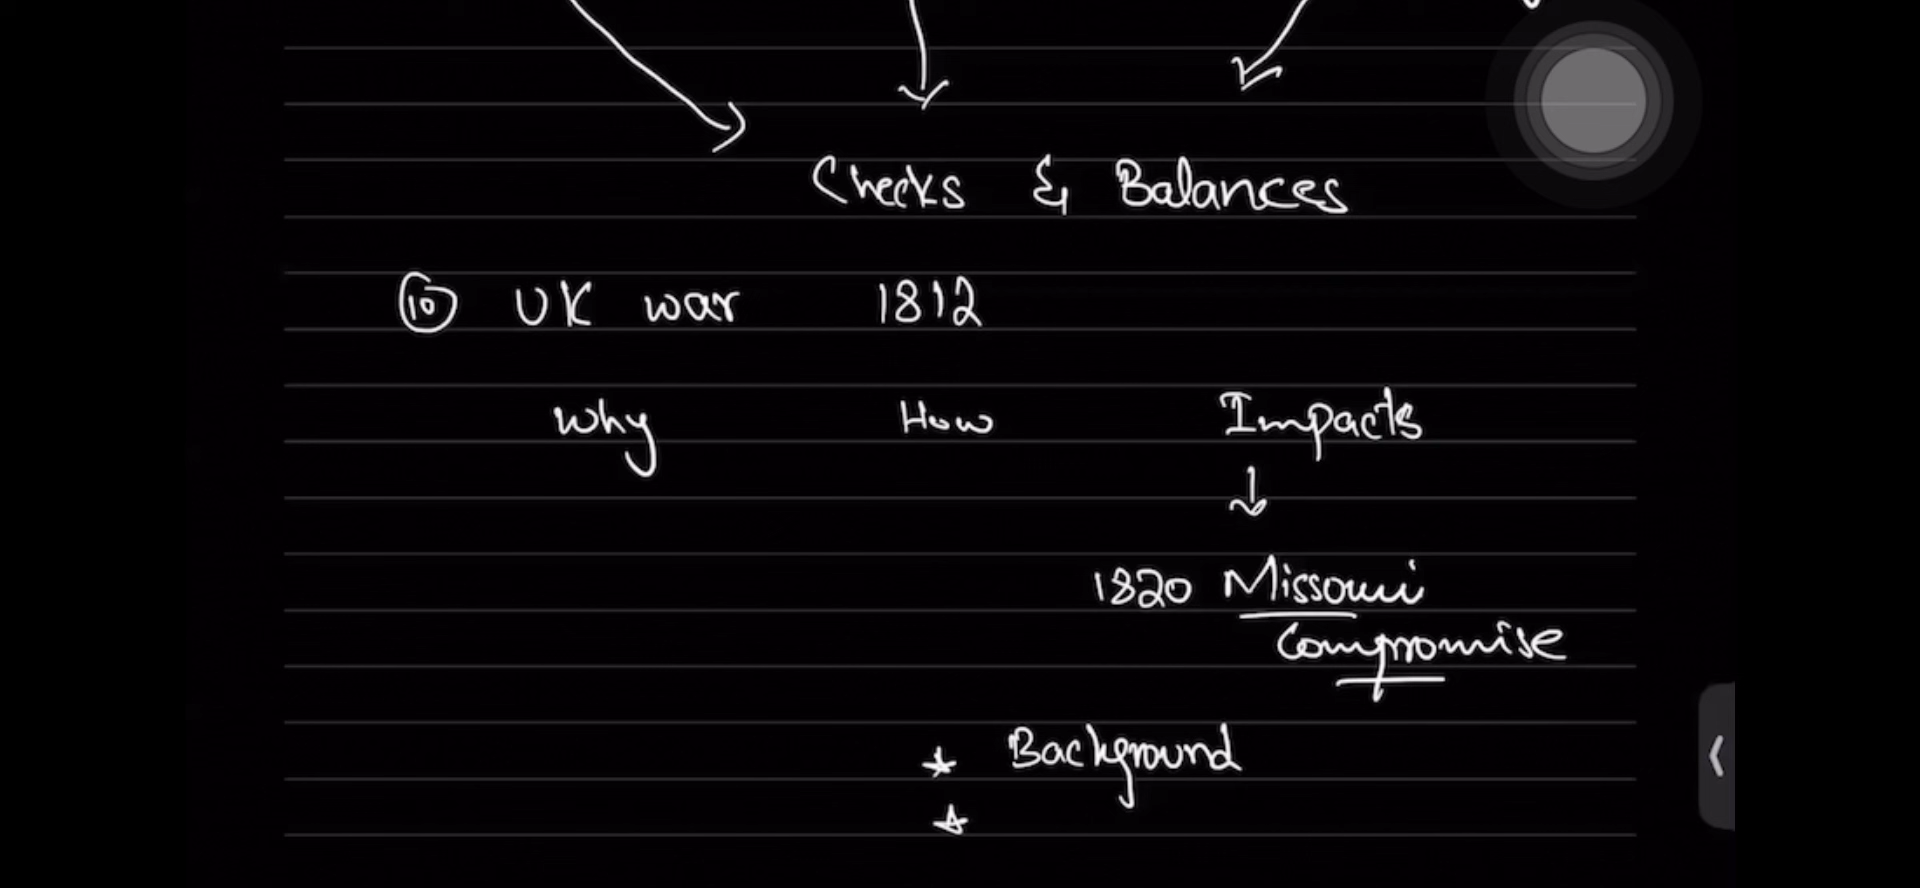 Checks & Balances
10 UK war 1812
Why How Impacts
1820 Missouri
Compromise
Background